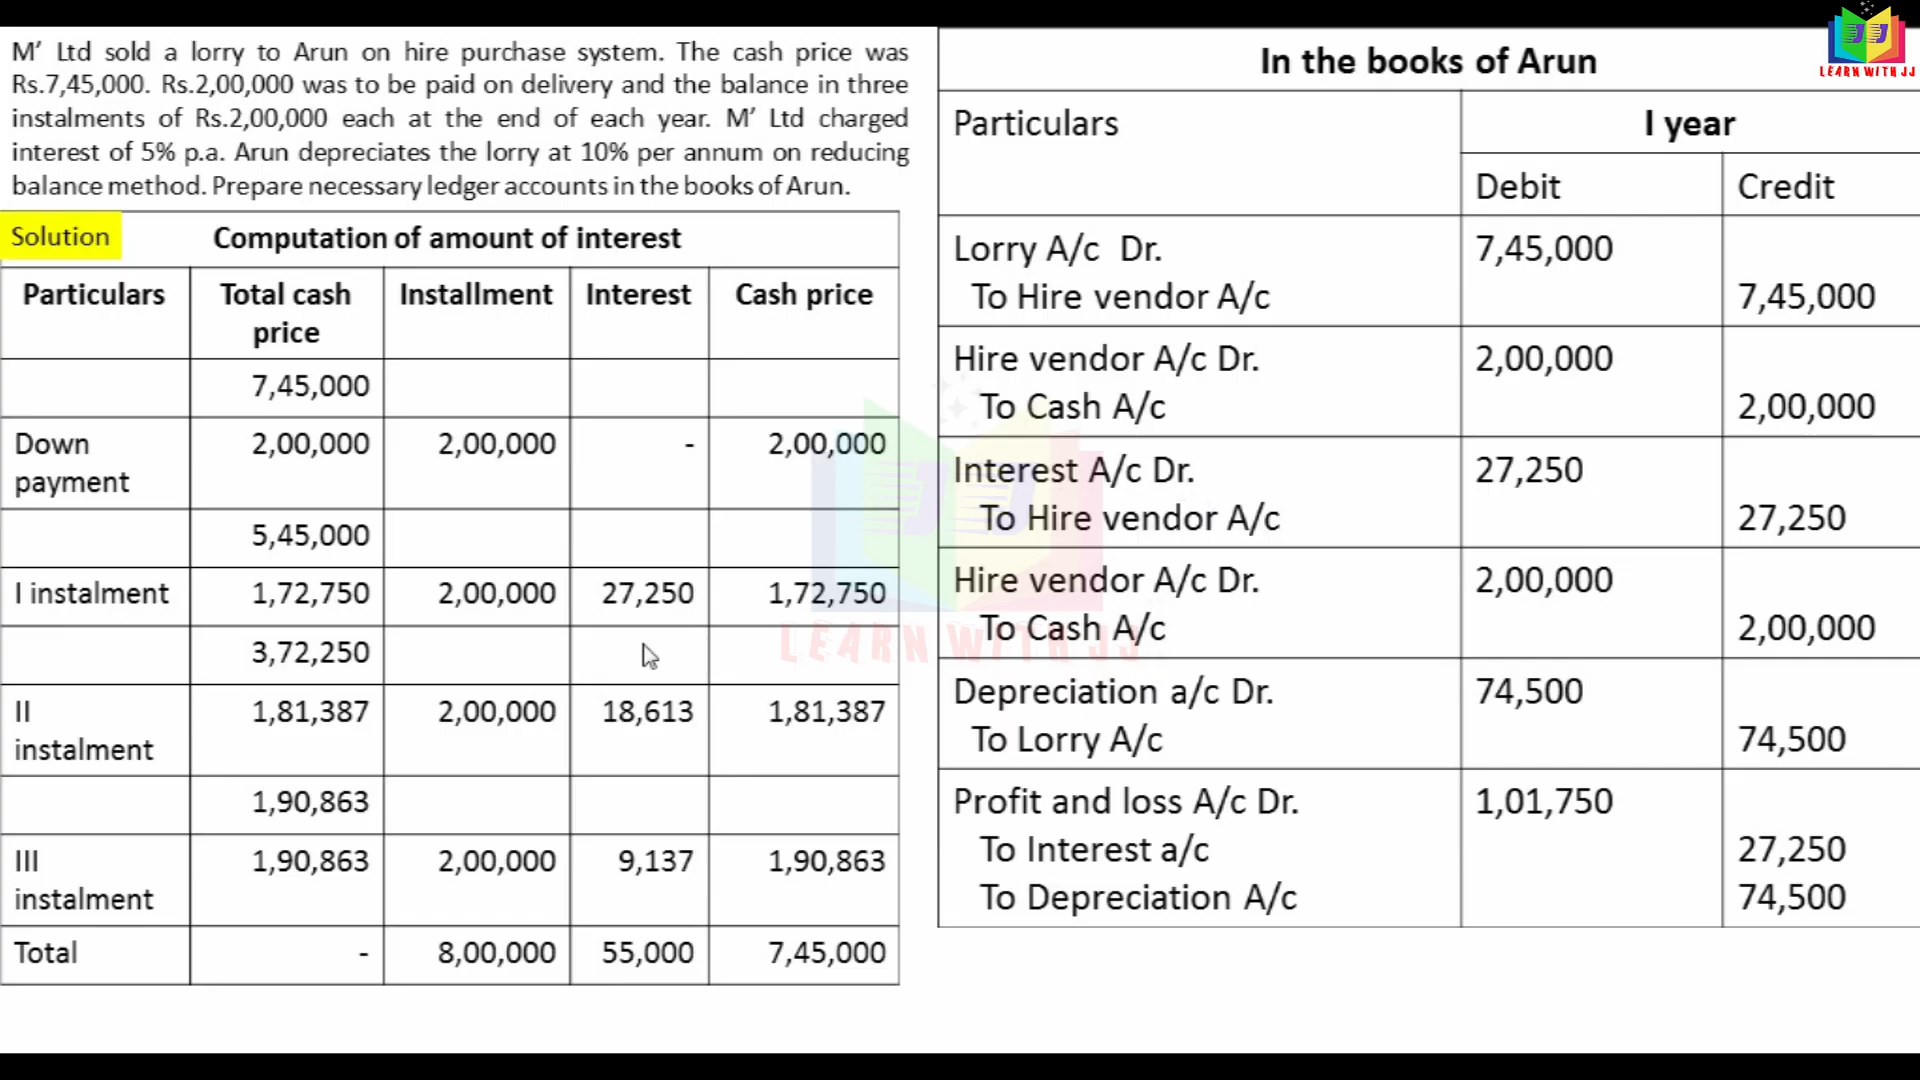 M’ Ltd sold a lorry to Arun on hire purchase system. The cash price was
Rs.7,45,000. Rs.2,00,000 was to be paid on delivery and the balance in three
instalments of Rs.2,00,000 each at the end of each year. M’ Ltd charged
interest of 5% p.a. Arun depreciates the lorry at 10% per annum on reducing
balance method. Prepare necessary ledger accounts in the books of Arun.
Solution Computation of amount of interest
Particulars Total cash price Installment Interest Cash price
7,45,000
Down payment 2,00,000 2,00,000 - 2,00,000
5,45,000
I instalment 1,72,750 2,00,000 27,250 1,72,750
3,72,250
II instalment 1,81,387 2,00,000 18,613 1,81,387
1,90,863
III instalment 1,90,863 2,00,000 9,137 1,90,863
Total - 8,00,000 55,000 7,45,000
In the books of Arun
Particulars I year
Debit Credit
Lorry A/c Dr. 7,45,000
To Hire vendor A/c 7,45,000
Hire vendor A/c Dr. 2,00,000
To Cash A/c 2,00,000
Interest A/c Dr. 27,250
To Hire vendor A/c 27,250
Hire vendor A/c Dr. 2,00,000
To Cash A/c 2,00,000
Depreciation a/c Dr. 74,500
To Lorry A/c 74,500
Profit and loss A/c Dr. 1,01,750
To Interest a/c 27,250
To Depreciation A/c 74,500
JJ
LEARN WITH JJ
JJ
LEARN WITH JJ